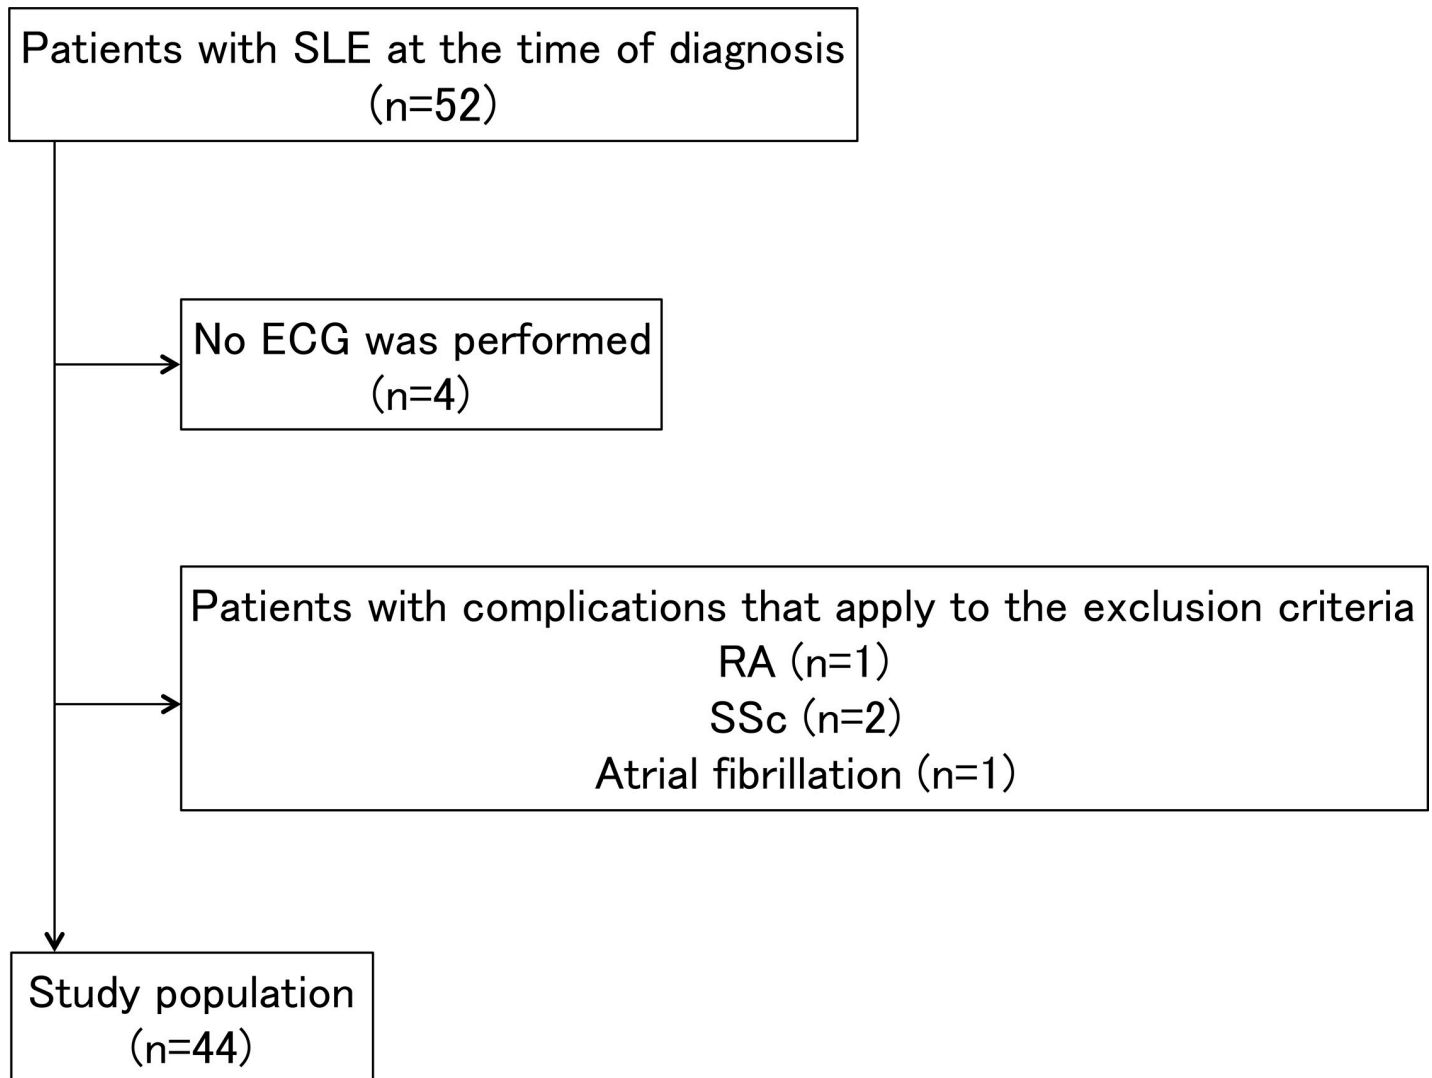 Patients with SLE at the time of diagnosis
(n=52)
No ECG was performed
(n=4)
Patients with complications that apply to the exclusion criteria
RA (n=1)
SSc (n=2)
Atrial fibrillation (n=1)
Study population
(n=44)